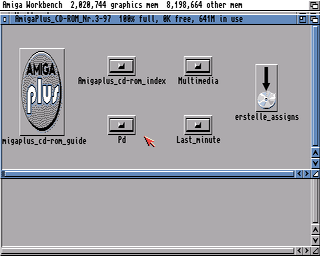 Amiga Workbench 2,020,744 graphics mem 8,198,664 other mem
AmigaPlus_CD-ROM_Nr.3-97 100% full, 0K free, 641M in use
AMIGA
plus
Amigaplus_cd-rom_index
Multimedia
erstelle_assigns
migaplus_cd-rom_guide
Pd
Last_minute